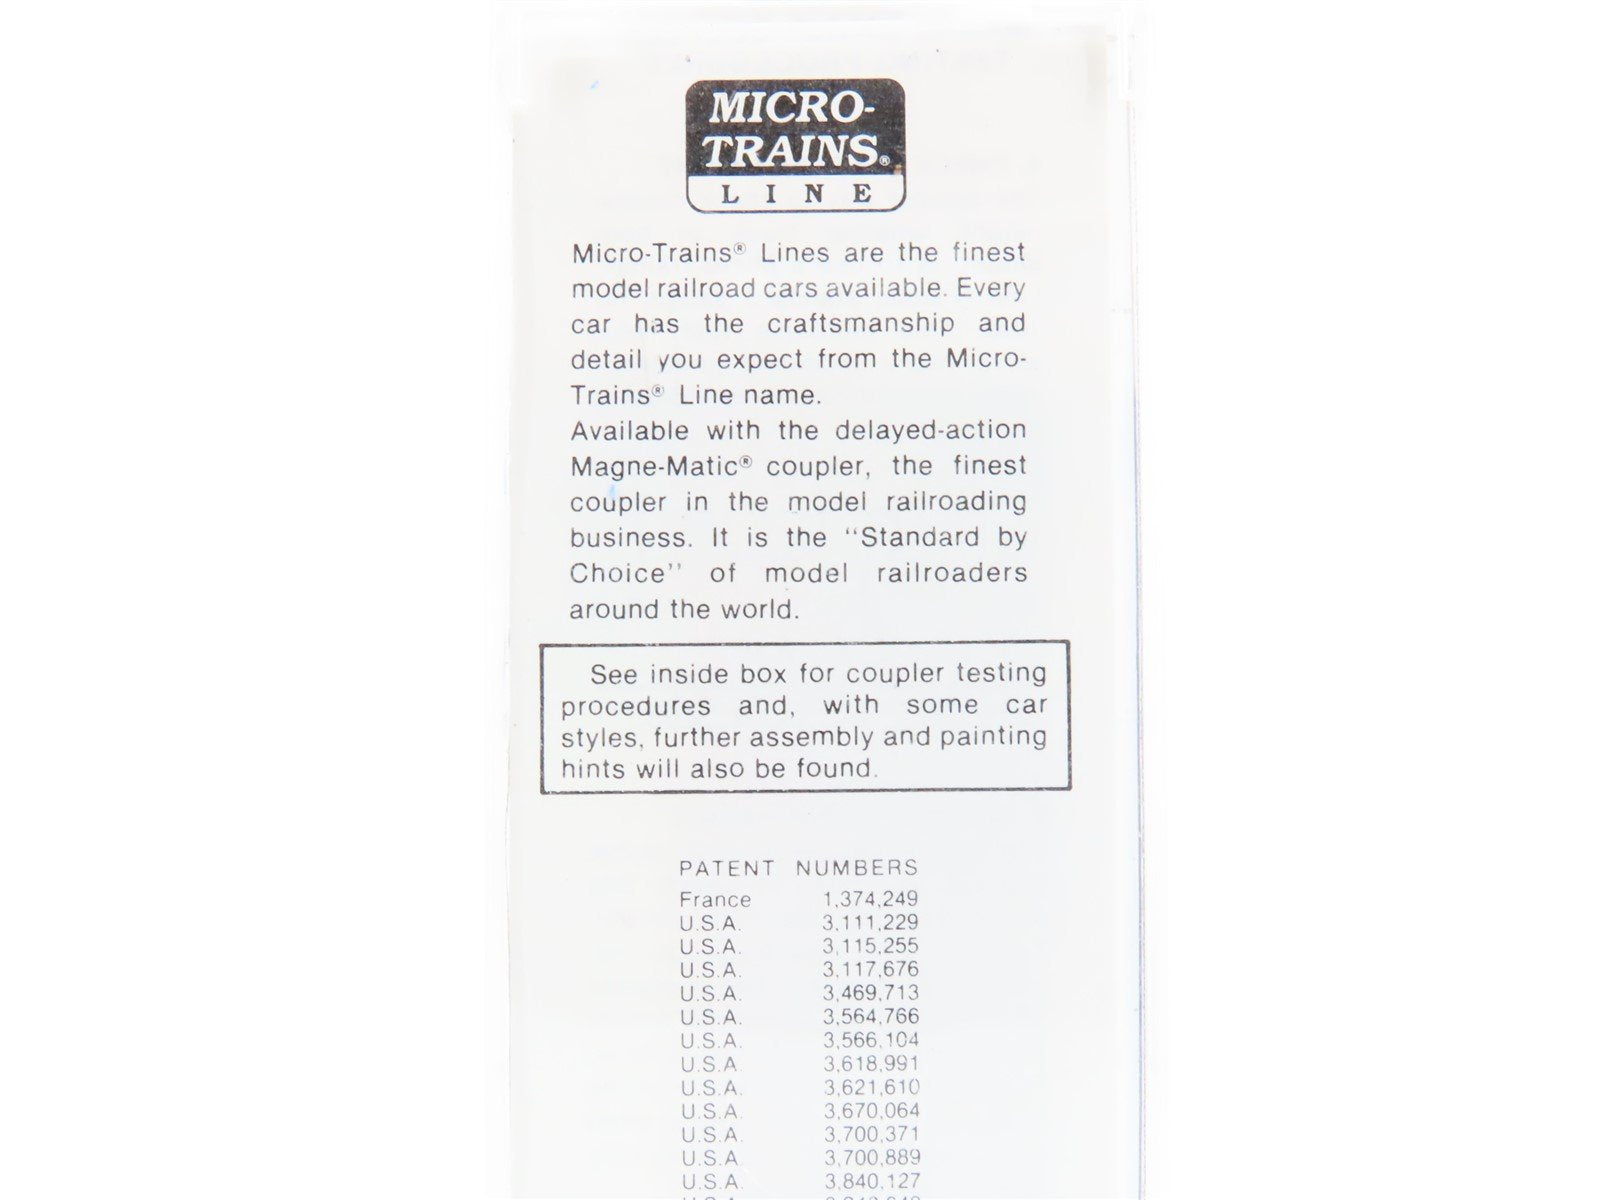 MICRO-
TRAINS®
LINE
Micro-Trains® Lines are the finest
model railroad cars available. Every
car has the craftsmanship and
detail you expect from the Micro-
Trains® Line name.
Available with the delayed-action
Magne-Matic® coupler, the finest
coupler in the model railroading
business. It is the “Standard by
Choice” of model railroaders
around the world.
See inside box for coupler testing
procedures and, with some car
styles, further assembly and painting
hints will also be found.
PATENT NUMBERS
France 1,374,249
U.S.A. 3,111,229
U.S.A. 3,115,255
U.S.A. 3,117,676
U.S.A. 3,469,713
U.S.A. 3,564,766
U.S.A. 3,566,104
U.S.A. 3,618,991
U.S.A. 3,621,610
U.S.A. 3,670,064
U.S.A. 3,700,371
U.S.A. 3,700,889
U.S.A. 3,840,127